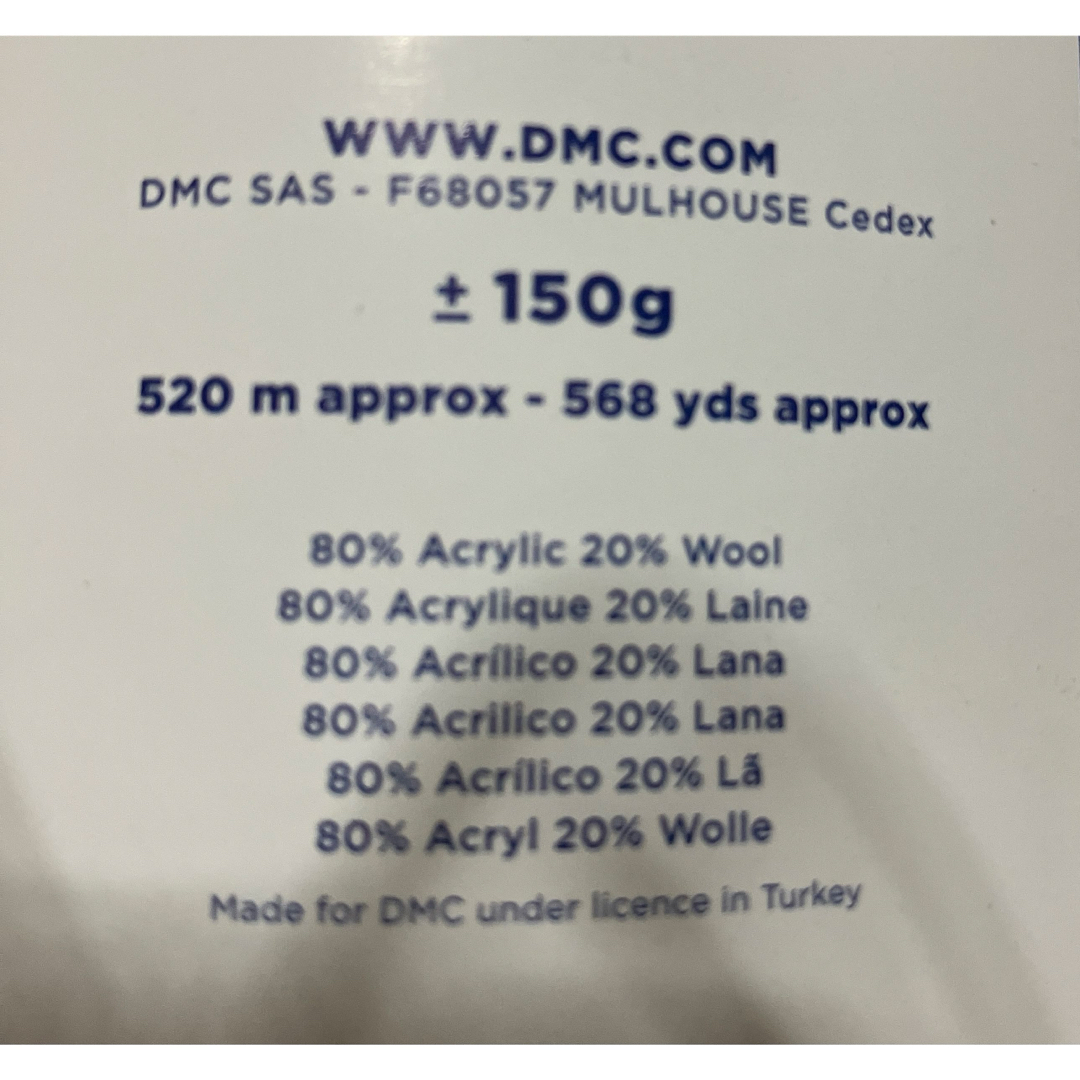 WWW.DMC.COM
DMC SAS - F68057 MULHOUSE Cedex
± 150g
520 m approx - 568 yds approx
80% Acrylic 20% Wool
80% Acrylique 20% Laine
80% Acrílico 20% Lana
80% Acrilico 20% Lana
80% Acrílico 20% Lã
80% Acryl 20% Wolle
Made for DMC under licence in Turkey